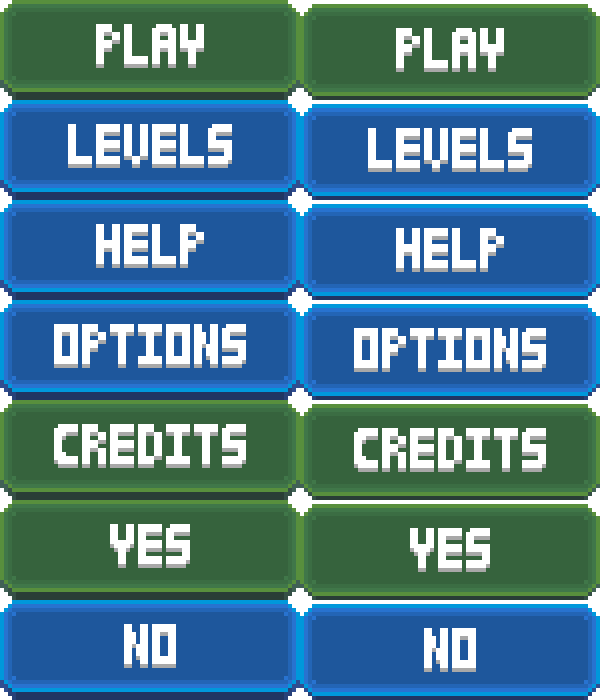 PLAY PLAY
LEVELS LEVELS
HELP HELP
OPTIONS OPTIONS
CREDITS CREDITS
YES YES
NO NO